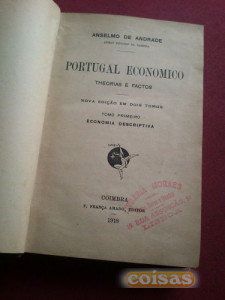 ANSELMO DE ANDRADE
PORTUGAL ECONOMICO
THEORIAS E FACTOS
NOVA EDIÇÃO EM DOIS TOMOS
TOMO PRIMEIRO
ECONOMIA DESCRIPTIVA
COIMBRA
F. FRANÇA AMADO, EDITOR
1918
coisas